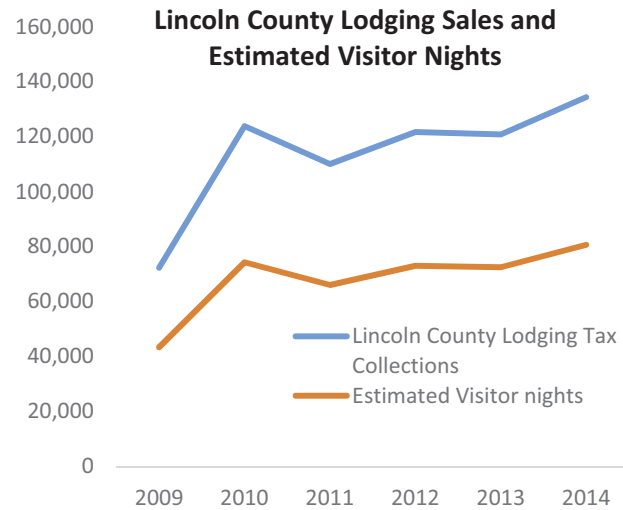 Lincoln County Lodging Sales and
Estimated Visitor Nights
160,000
140,000
120,000
100,000
80,000
60,000
40,000
20,000
0
Lincoln County Lodging Tax
Collections
Estimated Visitor nights
2009 2010 2011 2012 2013 2014